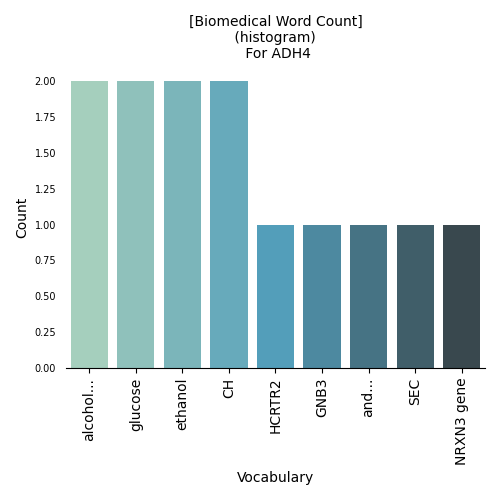 [Biomedical Word Count]
(histogram)
For ADH4
Count
2.00
1.75
1.50
1.25
1.00
0.75
0.50
0.25
0.00
alcohol...
glucose
ethanol
CH
HCRTR2
GNB3
and...
SEC
NRXN3 gene
Vocabulary